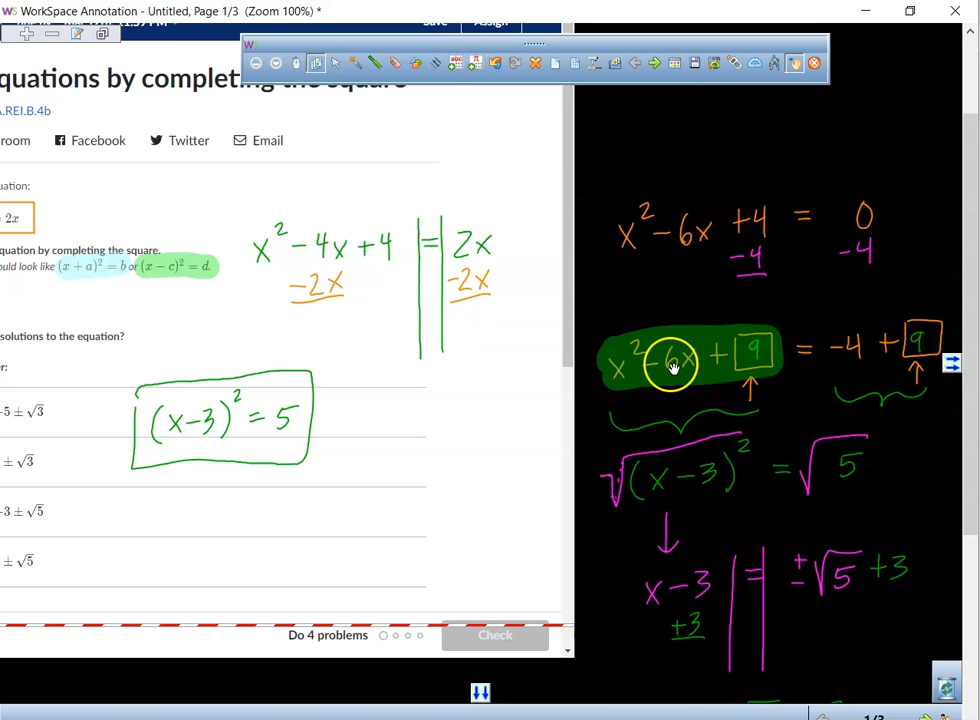 WorkSpace Annotation - Untitled, Page 1/3 (Zoom 100%) *
quations by completing the square
A.REI.B.4b
room Facebook Twitter Email
uation:
= 2x
quation by completing the square.
ould look like (x + a)² = b or (x − c)² = d.
solutions to the equation?
-5 ± √3
± √3
-3 ± √5
± √5
Do 4 problems
Check
x² − 4x + 4 = 2x
−2x −2x
(x−3)² = 5
x² − 6x + 4 = 0
−4 −4
x² − 6x + 9 = −4 + 9
√(x − 3)² = √5
x − 3 = ± √5 + 3
+3
1/3